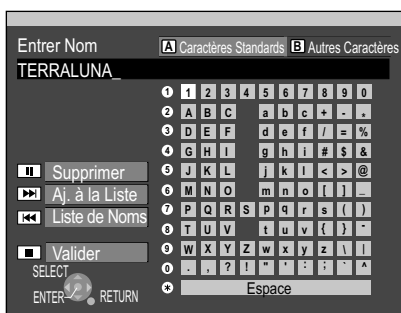 Entrer Nom
A Caractères Standards B Autres Caractères
TERRALUNA_
1 1 2 3 4 5 6 7 8 9 0
2 A B C a b c + - *
3 D E F d e f / = %
4 G H I g h i # $ &
5 J K L j k l < > @
6 M N O m n o [ ] _
7 P Q R S p q r s ( )
8 T U V t u v { } -
9 W X Y Z w x y z \ |
0 . , ? ! " ' : ; ` ^
* Espace
Supprimer
Aj. à la Liste
Liste de Noms
Valider
SELECT
ENTER RETURN